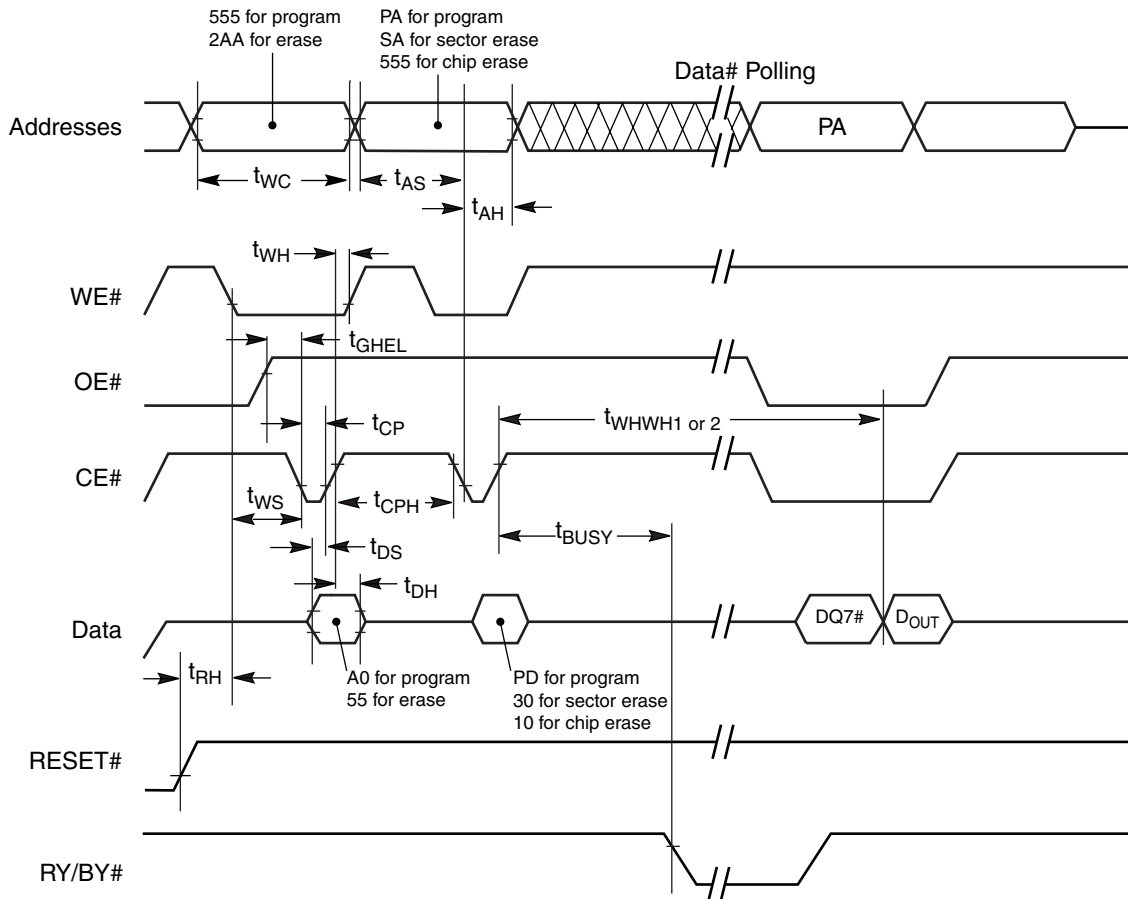 555 for program
2AA for erase
PA for program
SA for sector erase
555 for chip erase
Data# Polling
Addresses
PA
tWC
tAS
tAH
tWH
WE#
tGHEL
OE#
tWHWH1 or 2
tCP
CE#
tWS
tCPH
tBUSY
tDS
tDH
Data
DQ7#
DOUT
tRH
A0 for program
55 for erase
PD for program
30 for sector erase
10 for chip erase
RESET#
RY/BY#